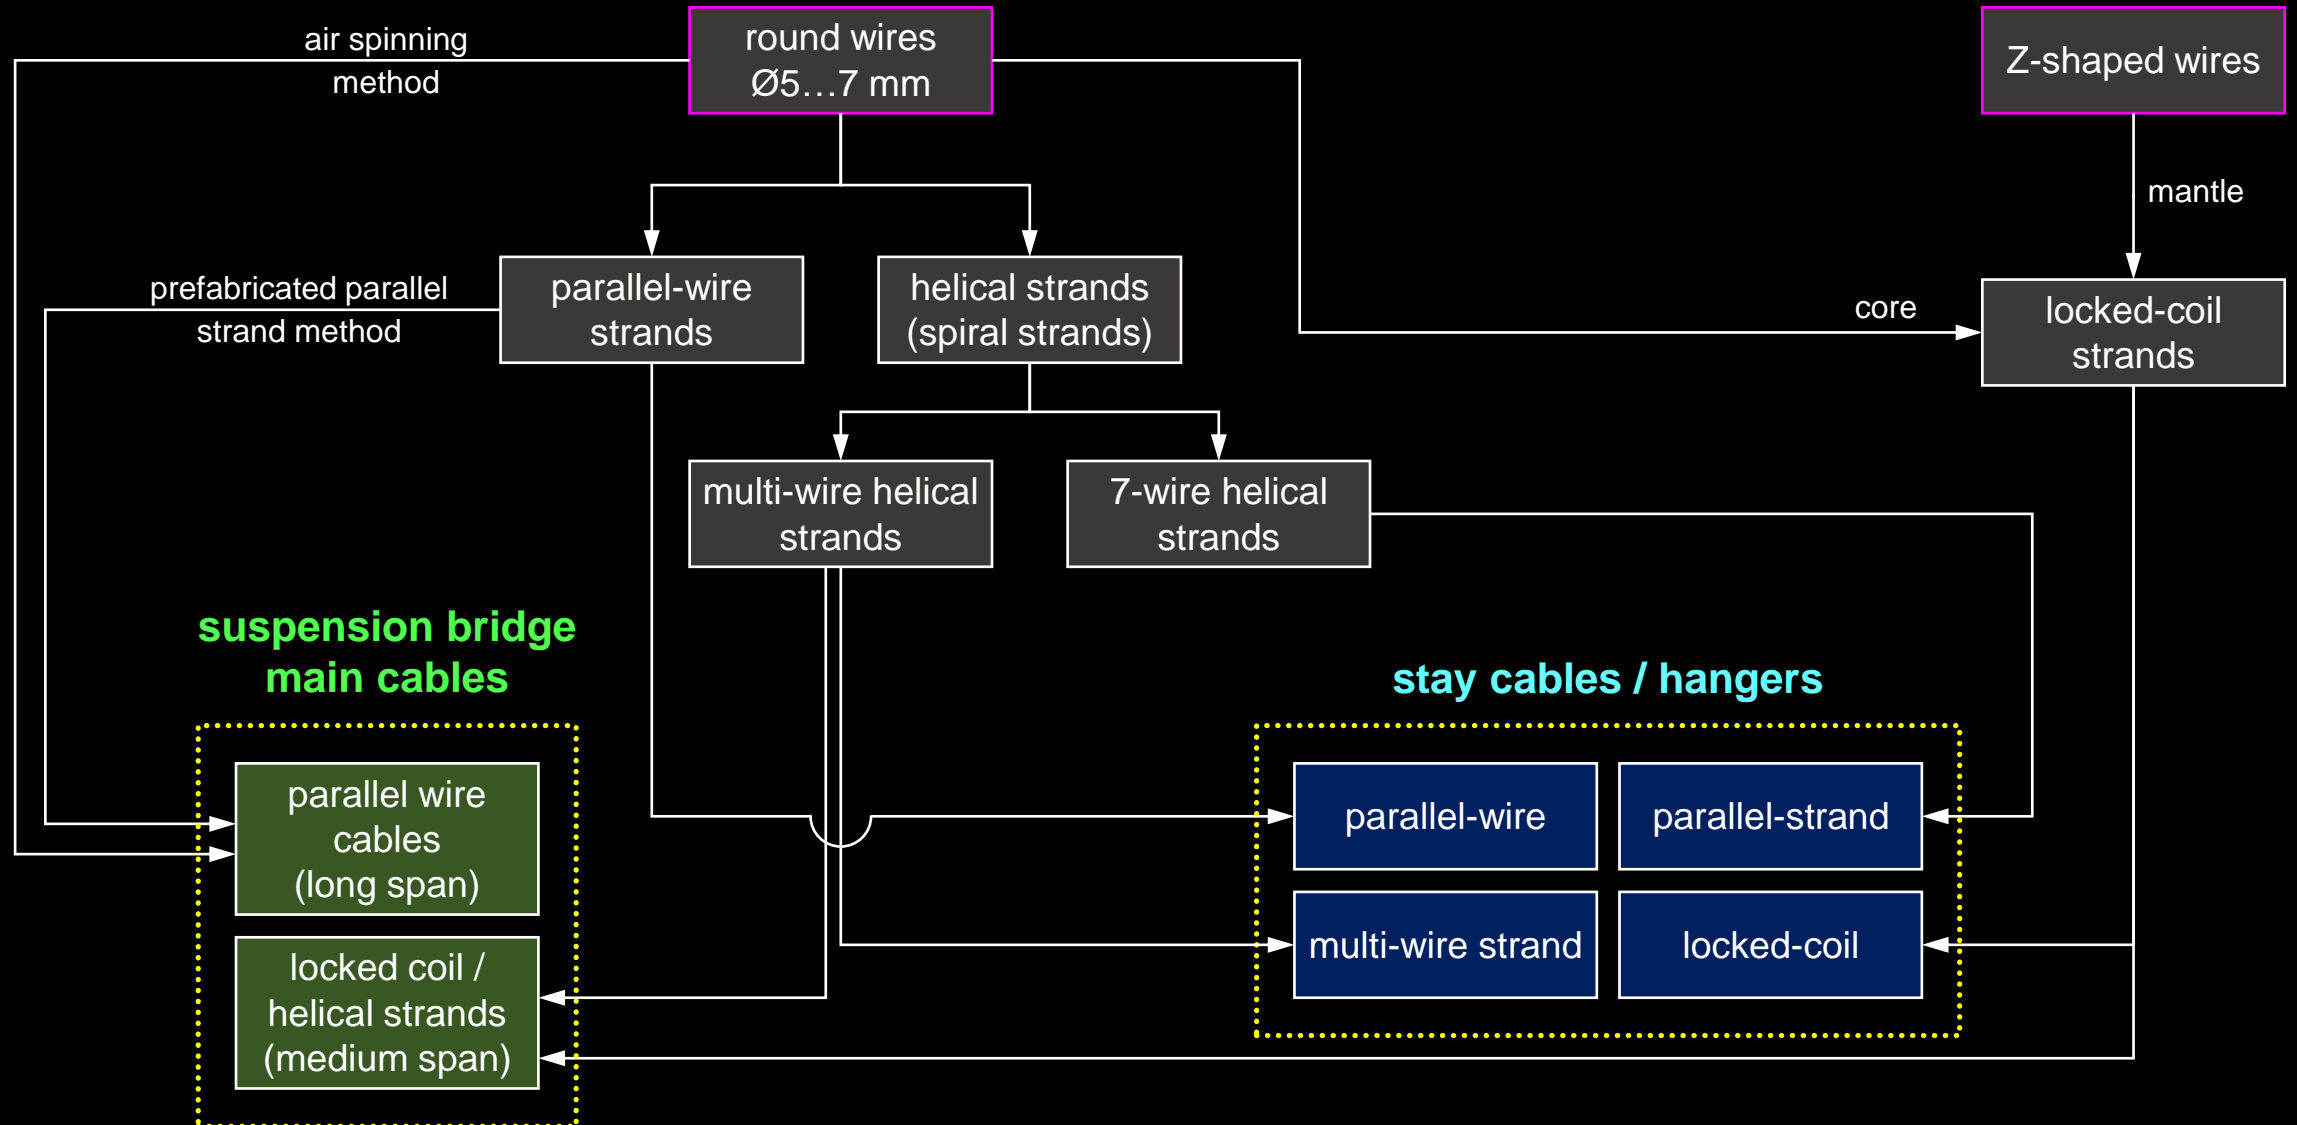 air spinning
method
round wires
Ø5…7 mm
Z-shaped wires
mantle
prefabricated parallel
strand method
parallel-wire
strands
helical strands
(spiral strands)
core
locked-coil
strands
multi-wire helical
strands
7-wire helical
strands
suspension bridge
main cables
stay cables / hangers
parallel wire
cables
(long span)
parallel-wire
parallel-strand
multi-wire strand
locked-coil
locked coil /
helical strands
(medium span)